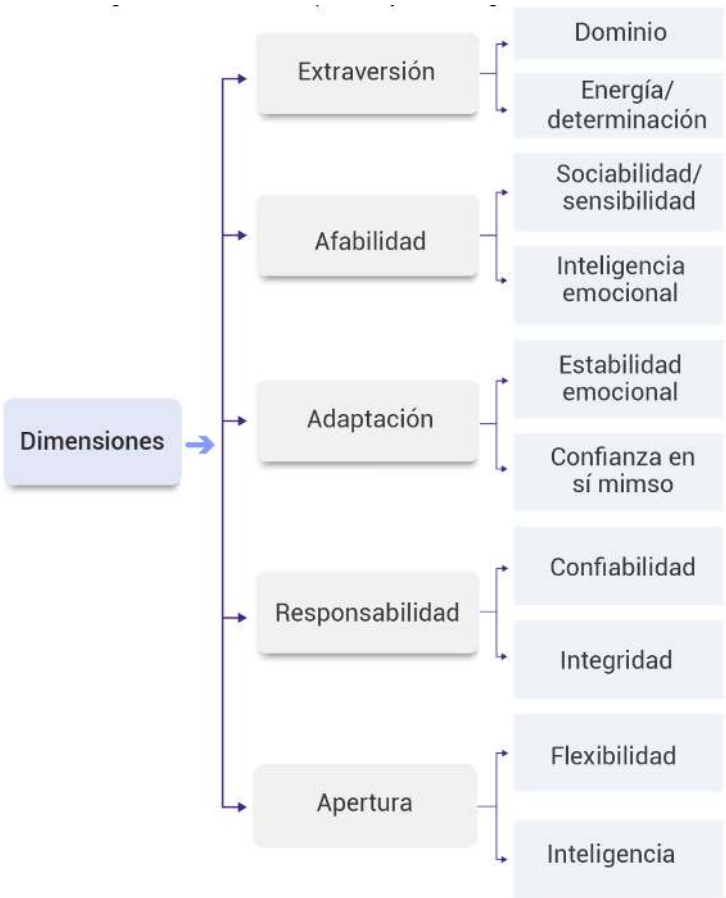 Dimensiones
Extraversión
Dominio
Energía/
determinación
Afabilidad
Sociabilidad/
sensibilidad
Inteligencia
emocional
Adaptación
Estabilidad
emocional
Confianza en
sí mimso
Responsabilidad
Confiabilidad
Integridad
Apertura
Flexibilidad
Inteligencia